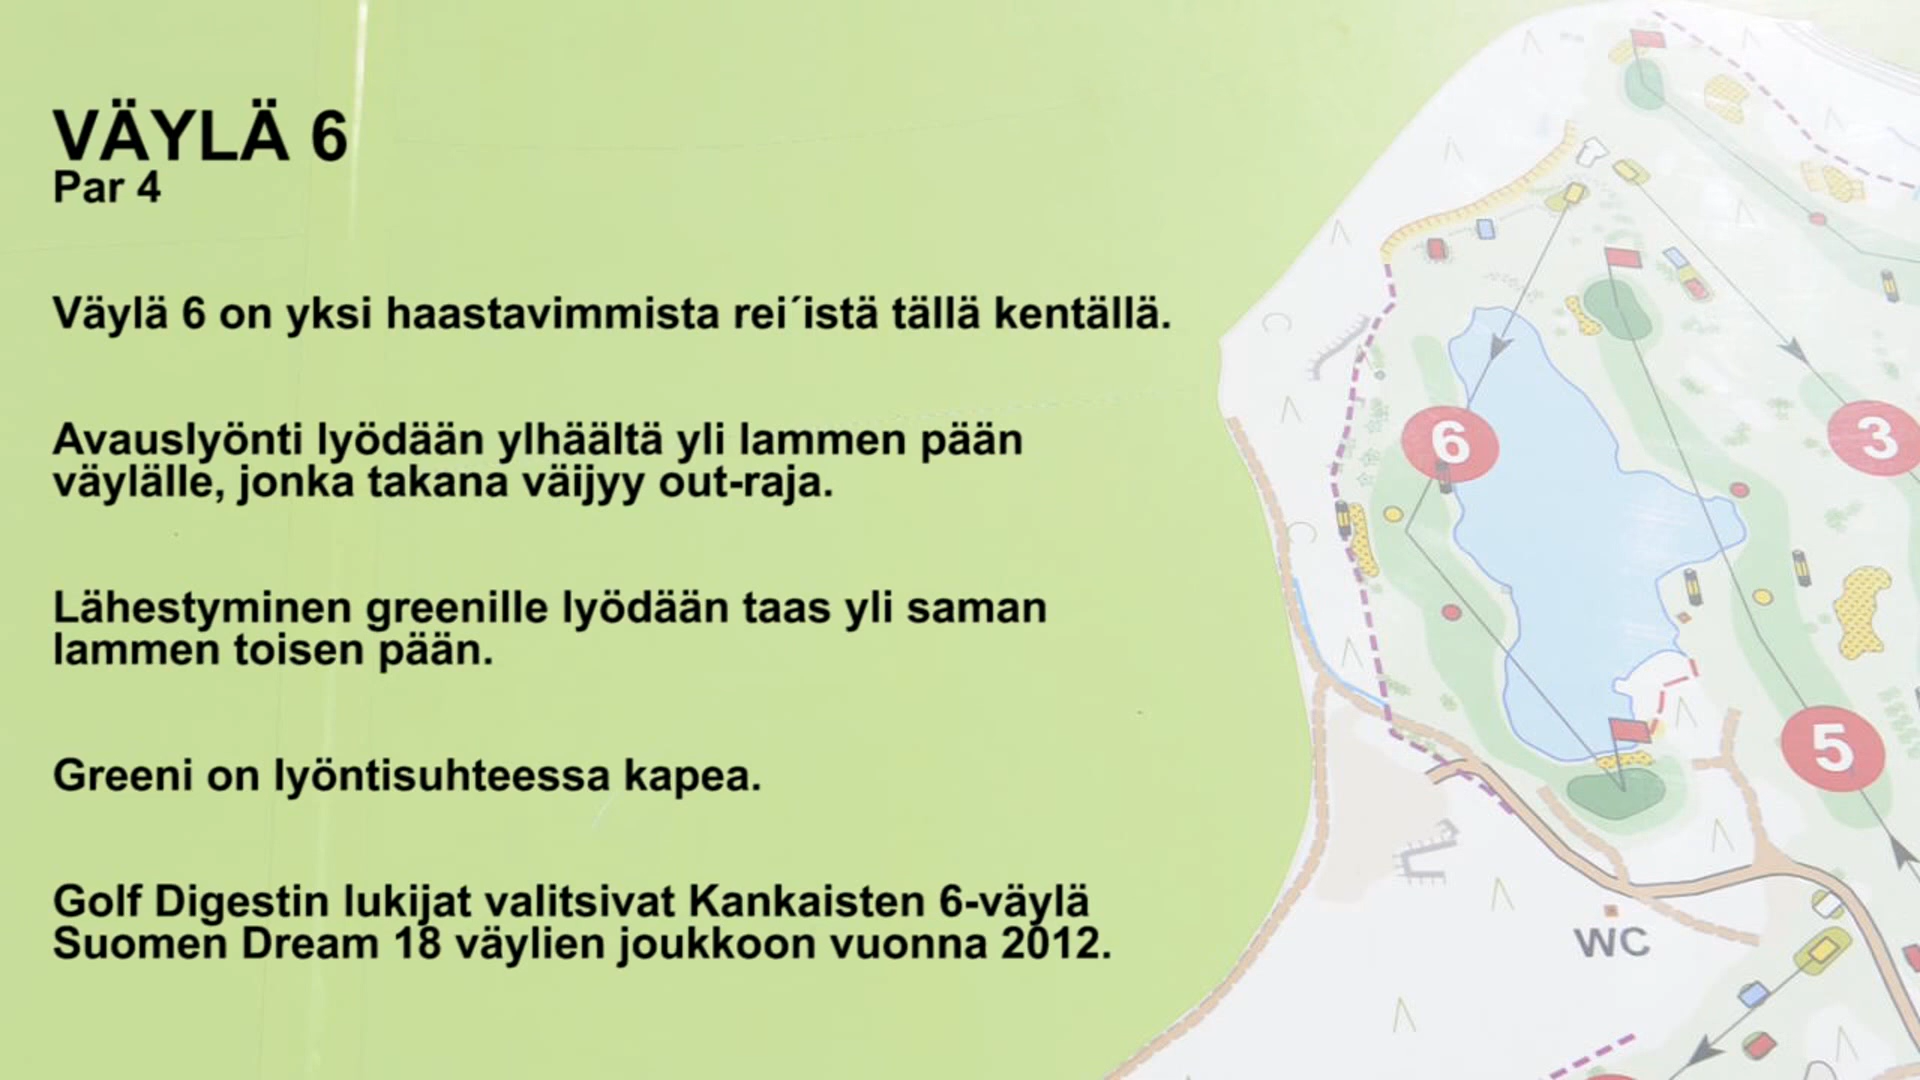 VÄYLÄ 6
Par 4
Väylä 6 on yksi haastavimmista rei´istä tällä kentällä.
Avauslyönti lyödään ylhäältä yli lammen pään
väylälle, jonka takana väijyy out-raja.
Lähestyminen greenille lyödään taas yli saman
lammen toisen pään.
Greeni on lyöntisuhteessa kapea.
Golf Digestin lukijat valitsivat Kankaisten 6-väylä
Suomen Dream 18 väylien joukkoon vuonna 2012.
6
3
5
WC